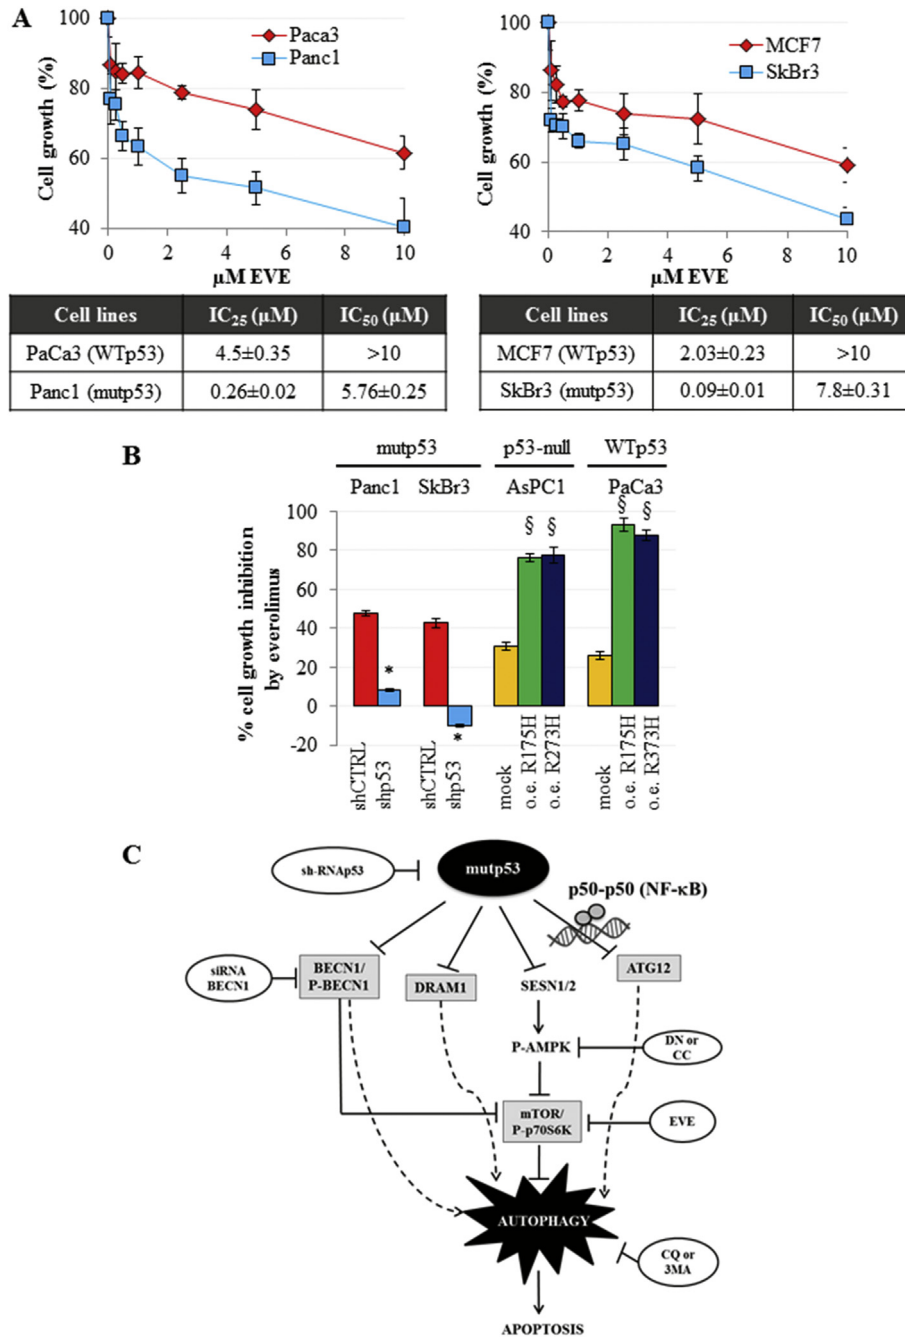 A
Cell growth (%)
100
80
60
40
0 2 4 6 8 10
µM EVE
Paca3
Panc1
Cell growth (%)
100
80
60
40
0 2 4 6 8 10
µM EVE
MCF7
SkBr3
Cell lines IC25 (µM) IC50 (µM)
PaCa3 (WTp53) 4.5±0.35 >10
Panc1 (mutp53) 0.26±0.02 5.76±0.25
Cell lines IC25 (µM) IC50 (µM)
MCF7 (WTp53) 2.03±0.23 >10
SkBr3 (mutp53) 0.09±0.01 7.8±0.31
B
mutp53 p53-null WTp53
Panc1 SkBr3 AsPC1 PaCa3
% cell growth inhibition
by everolimus
100
80
60
40
20
0
-20
* * § § § §
shCTRL
shp53
shCTRL
shp53
mock
o.e. R175H
o.e. R273H
mock
o.e. R175H
o.e. R373H
C
sh-RNAp53
mutp53
p50-p50 (NF-κB)
siRNA
BECN1
BECN1/
P-BECN1
DRAM1
SESN1/2
ATG12
P-AMPK
DN or
CC
mTOR/
P-p70S6K
EVE
AUTOPHAGY
CQ or
3MA
APOPTOSIS